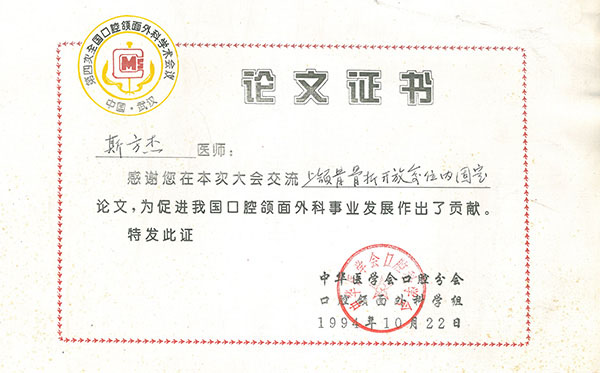 第四次全国口腔颌面外科学术会议
CMS
中国·武汉
论文证书
斯方杰 医师:
感谢您在本次大会交流上颌骨骨折开放复位内固定
论文,为促进我国口腔颌面外科事业发展作出了贡献。
特发此证
中华医学会口腔分会
口腔颌面外科学组
1994年10月22日